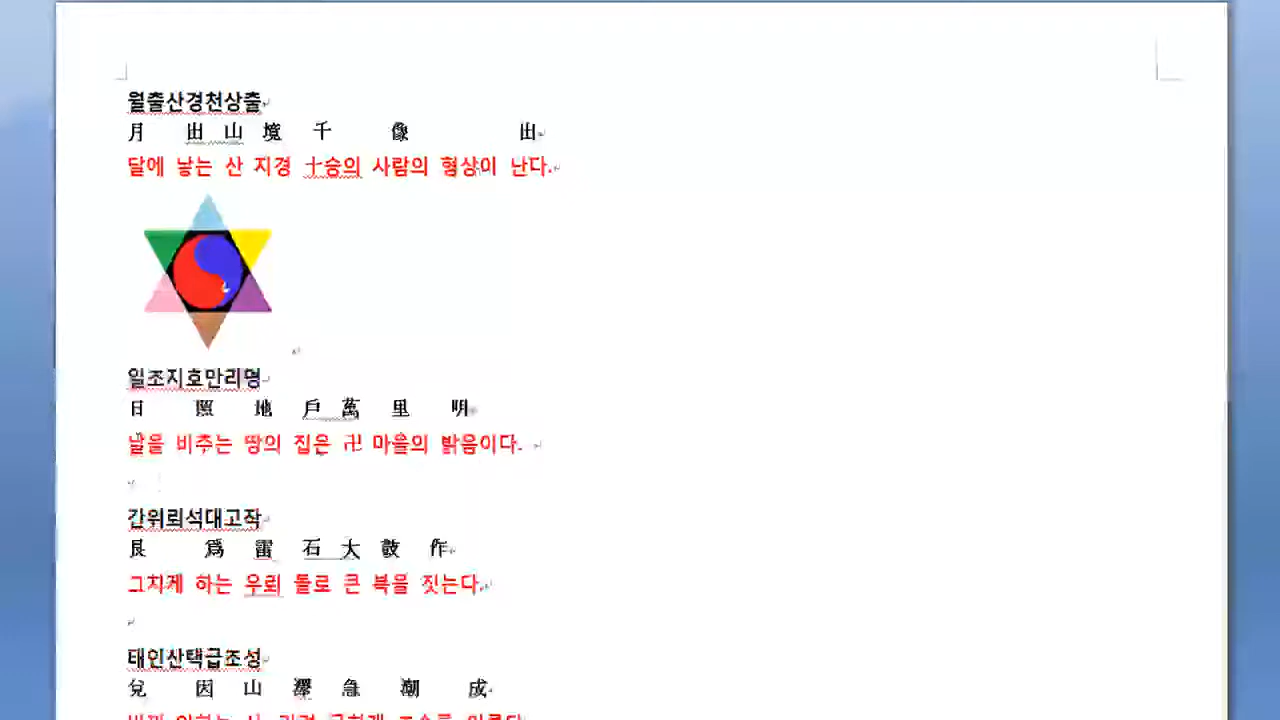 월출산경천상출
月 出 山 境 千 像 出
달에 낳는 산 지경 十승의 사람의 형상이 난다.
일조지호만리명
日 照 地 戶 萬 里 明
날을 비추는 땅의 집은 卍 마을의 밝음이다.
간위뢰석대고작
艮 爲 雷 石 大 鼓 作
그치게 하는 우뢰 돌로 큰 북을 짓는다
태인산택급조성
兌 因 山 澤 急 潮 成